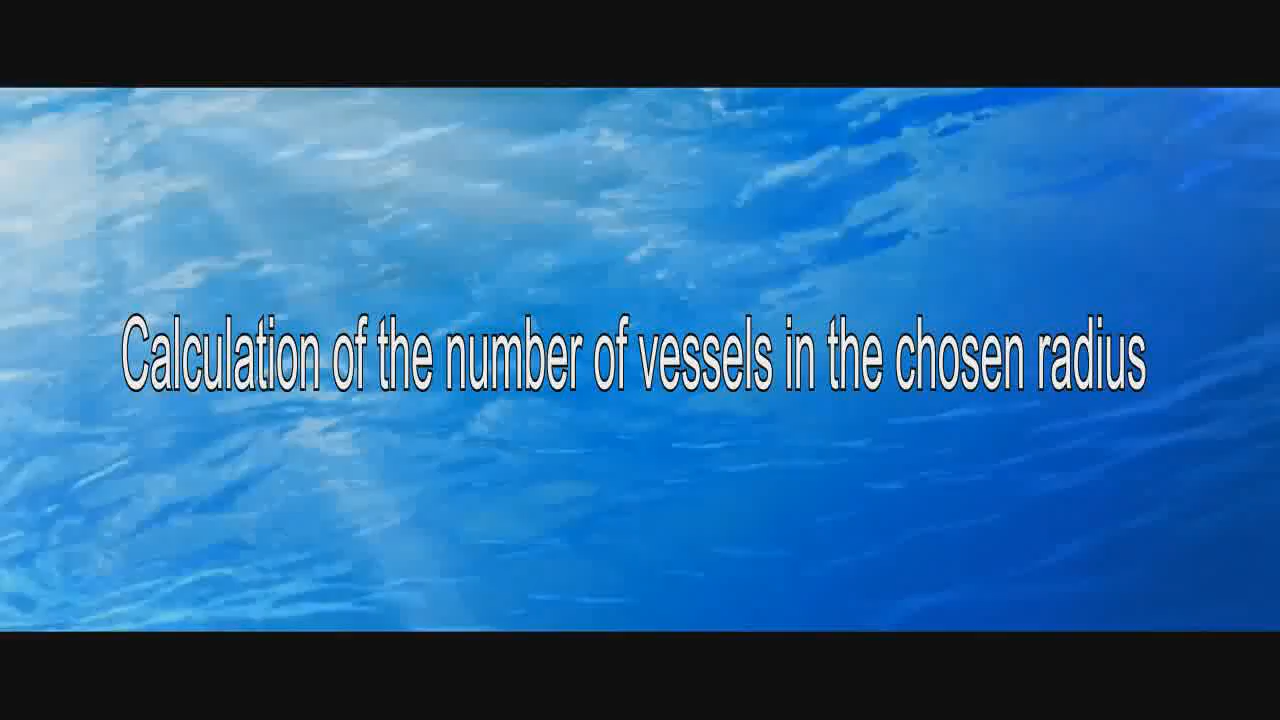 Calculation of the number of vessels in the chosen radius